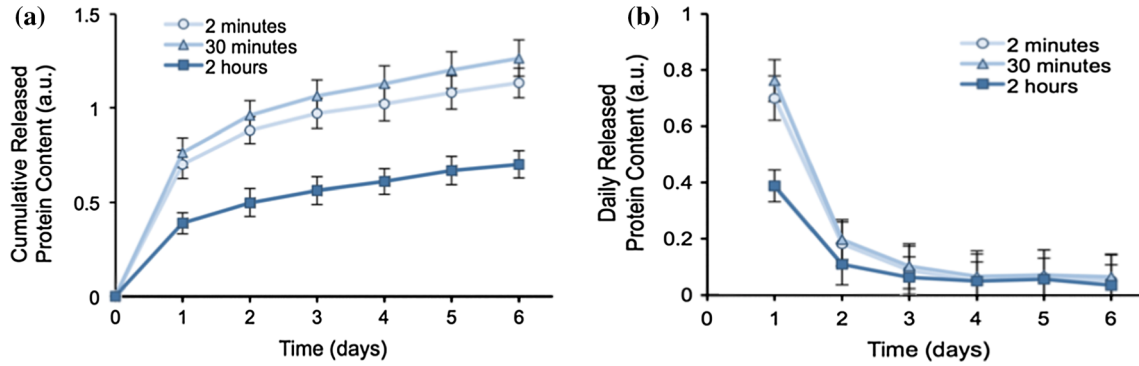 (a)
2 minutes
30 minutes
2 hours
Cumulative Released
Protein Content (a.u.)
1.5
1
0.5
0
0 1 2 3 4 5 6
Time (days)
(b)
2 minutes
30 minutes
2 hours
Daily Released
Protein Content (a.u.)
1
0.8
0.6
0.4
0.2
0
0 1 2 3 4 5 6
Time (days)